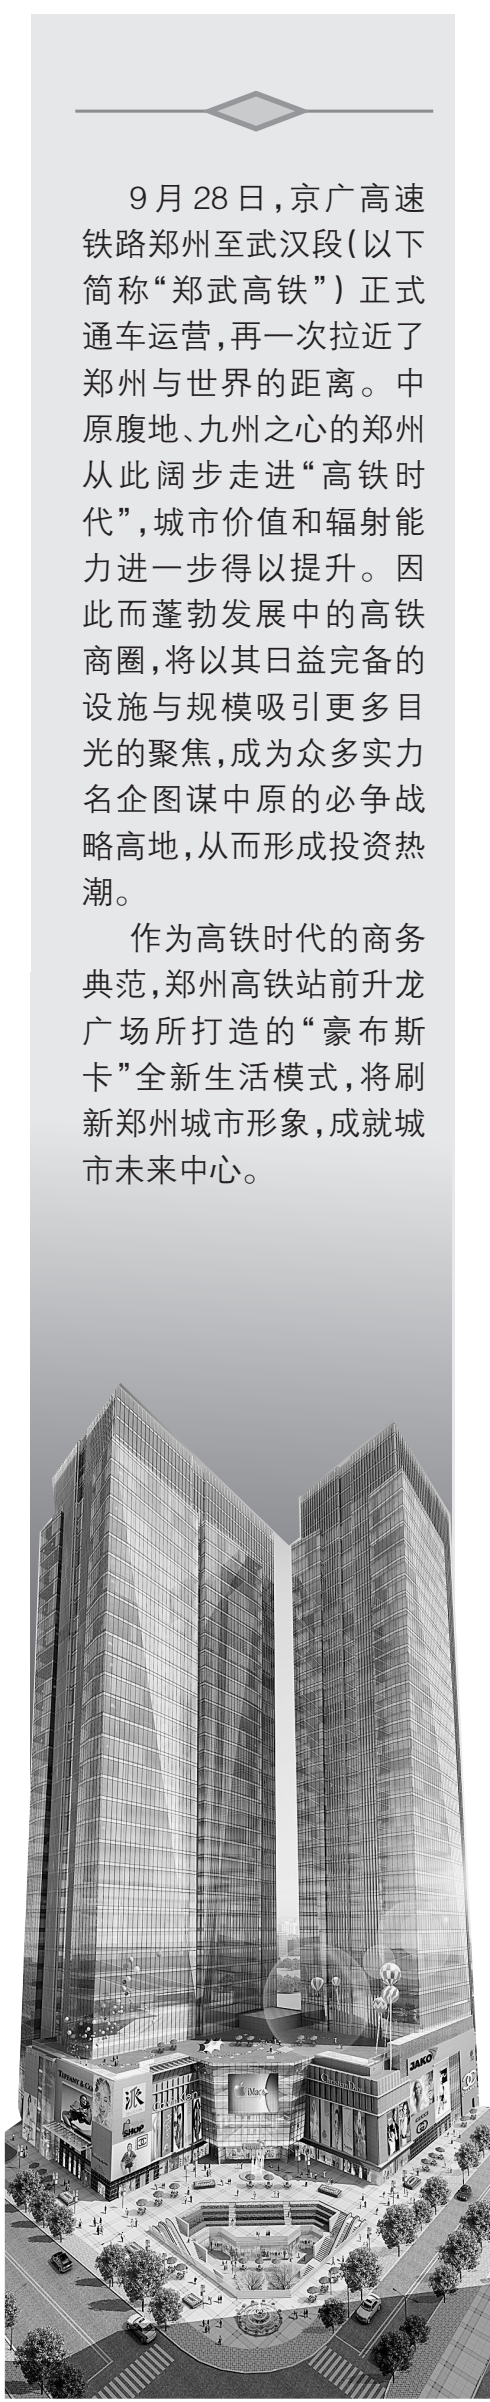 9月28日,京广高速
铁路郑州至武汉段(以下
简称“郑武高铁”) 正式
通车运营,再一次拉近了
郑州与世界的距离。中
原腹地、九州之心的郑州
从此阔步走进“高铁时
代”,城市价值和辐射能
力进一步得以提升。因
此而蓬勃发展中的高铁
商圈,将以其日益完备的
设施与规模吸引更多目
光的聚焦,成为众多实力
名企图谋中原的必争战
略高地,从而形成投资热
潮。
作为高铁时代的商务
典范,郑州高铁站前升龙
广场所打造的“豪布斯
卡”全新生活模式,将刷
新郑州城市形象,成就城
市未来中心。
JAKO
TIFFANY & Co.
iMac
SHOP